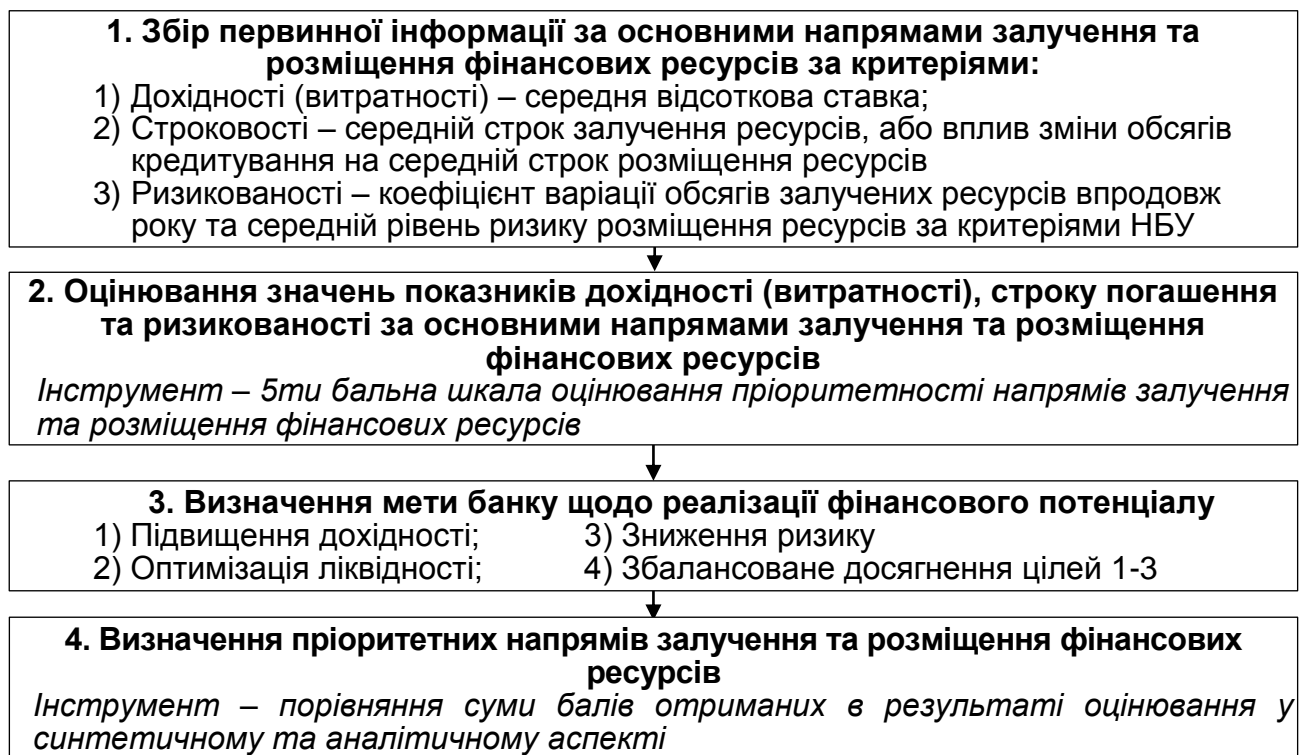 1. Збір первинної інформації за основними напрямами залучення та
розміщення фінансових ресурсів за критеріями:
1) Дохідності (витратності) – середня відсоткова ставка;
2) Строковості – середній строк залучення ресурсів, або вплив зміни обсягів
кредитування на середній строк розміщення ресурсів
3) Ризикованості – коефіцієнт варіації обсягів залучених ресурсів впродовж
року та середній рівень ризику розміщення ресурсів за критеріями НБУ
2. Оцінювання значень показників дохідності (витратності), строку погашення
та ризикованості за основними напрямами залучення та розміщення
фінансових ресурсів
Інструмент – 5ти бальна шкала оцінювання пріоритетності напрямів залучення
та розміщення фінансових ресурсів
3. Визначення мети банку щодо реалізації фінансового потенціалу
1) Підвищення дохідності; 3) Зниження ризику
2) Оптимізація ліквідності; 4) Збалансоване досягнення цілей 1-3
4. Визначення пріоритетних напрямів залучення та розміщення фінансових
ресурсів
Інструмент – порівняння суми балів отриманих в результаті оцінювання у
синтетичному та аналітичному аспекті